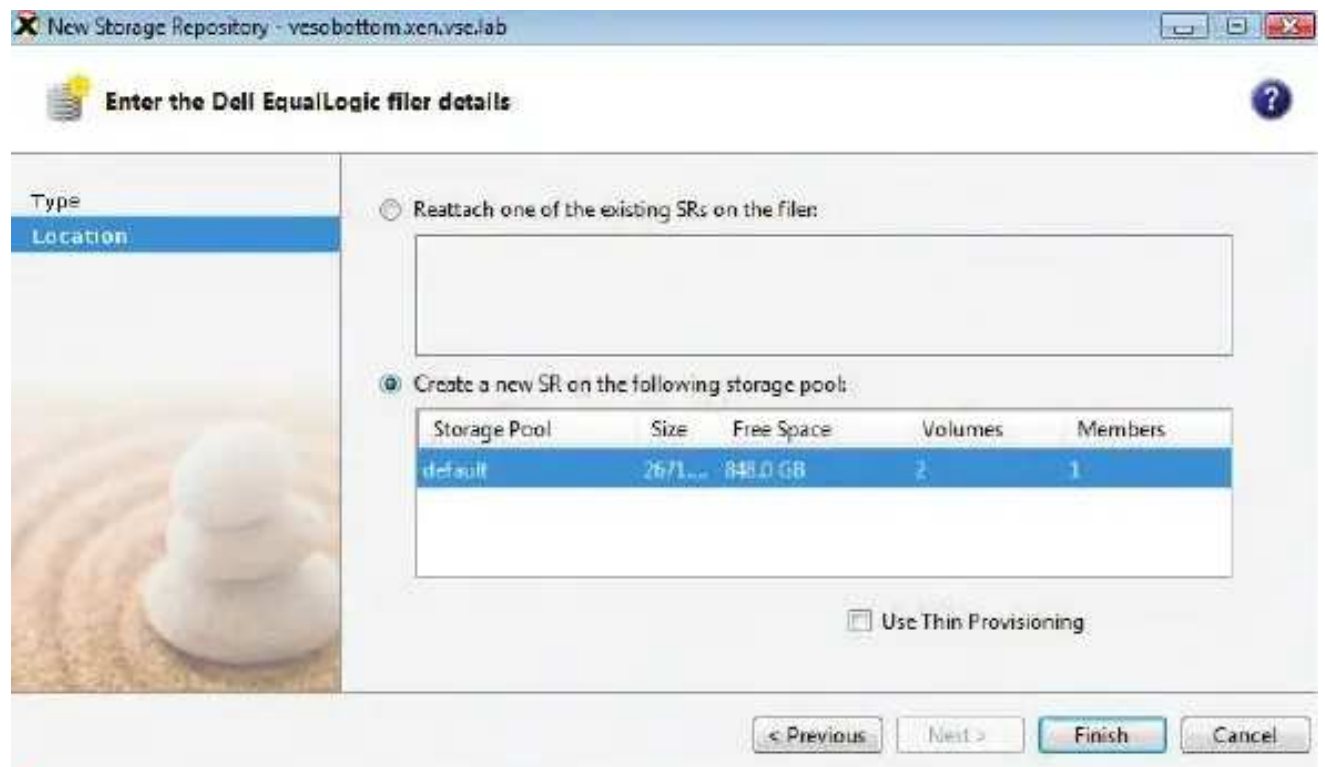 New Storage Repository - vesobottom.xen.vse.lab
Enter the Dell EqualLogic filer details
Type
Location
Reattach one of the existing SRs on the filer:
Create a new SR on the following storage pool:
Storage Pool Size Free Space Volumes Members
default 2671.... 848.0 GB 2 1
Use Thin Provisioning
< Previous Next > Finish Cancel